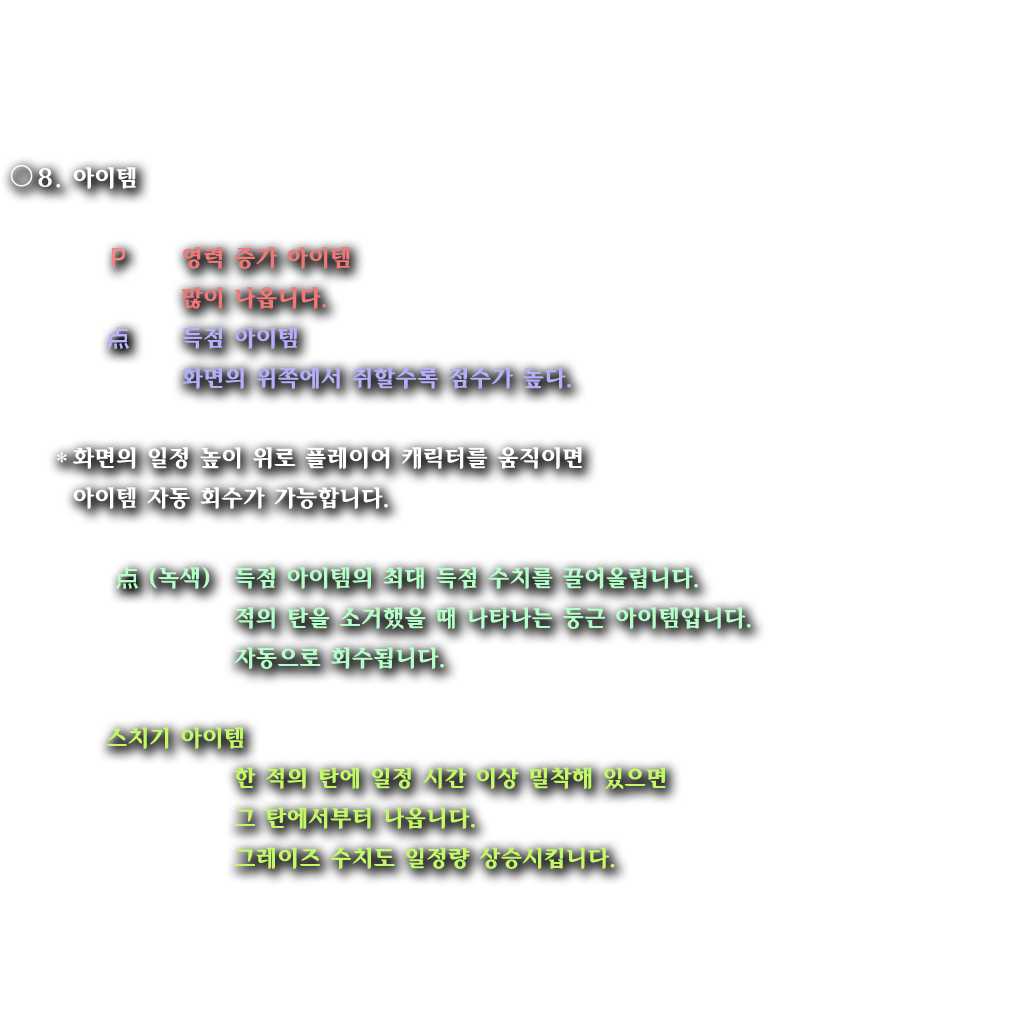 ○8. 아이템
P 영력 증가 아이템
많이 나옵니다.
点 득점 아이템
화면의 위쪽에서 취할수록 점수가 높다.
*화면의 일정 높이 위로 플레이어 캐릭터를 움직이면
아이템 자동 회수가 가능합니다.
点 (녹색) 득점 아이템의 최대 득점 수치를 끌어올립니다.
적의 탄을 소거했을 때 나타나는 둥근 아이템입니다.
자동으로 회수됩니다.
스치기 아이템
한 적의 탄에 일정 시간 이상 밀착해 있으면
그 탄에서부터 나옵니다.
그레이즈 수치도 일정량 상승시킵니다.